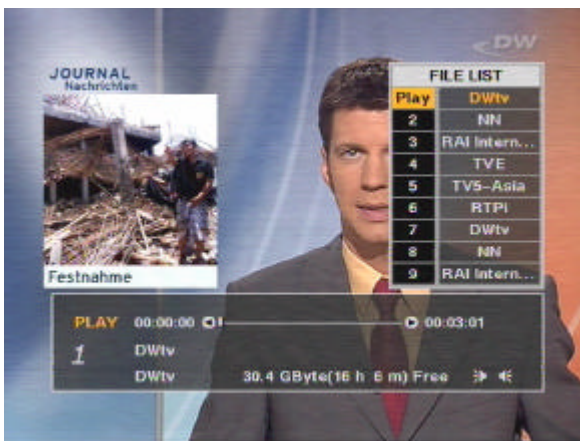 DW
JOURNAL
Nachrichten
Festnahme
FILE LIST
Play DWtv
2 NN
3 RAI Intern...
4 TVE
5 TV5-Asia
6 RTPi
7 DWtv
8 NN
9 RAI Intern...
PLAY 00:00:00 00:03:01
1 DWtv
DWtv 30.4 GByte(16 h 6 m) Free